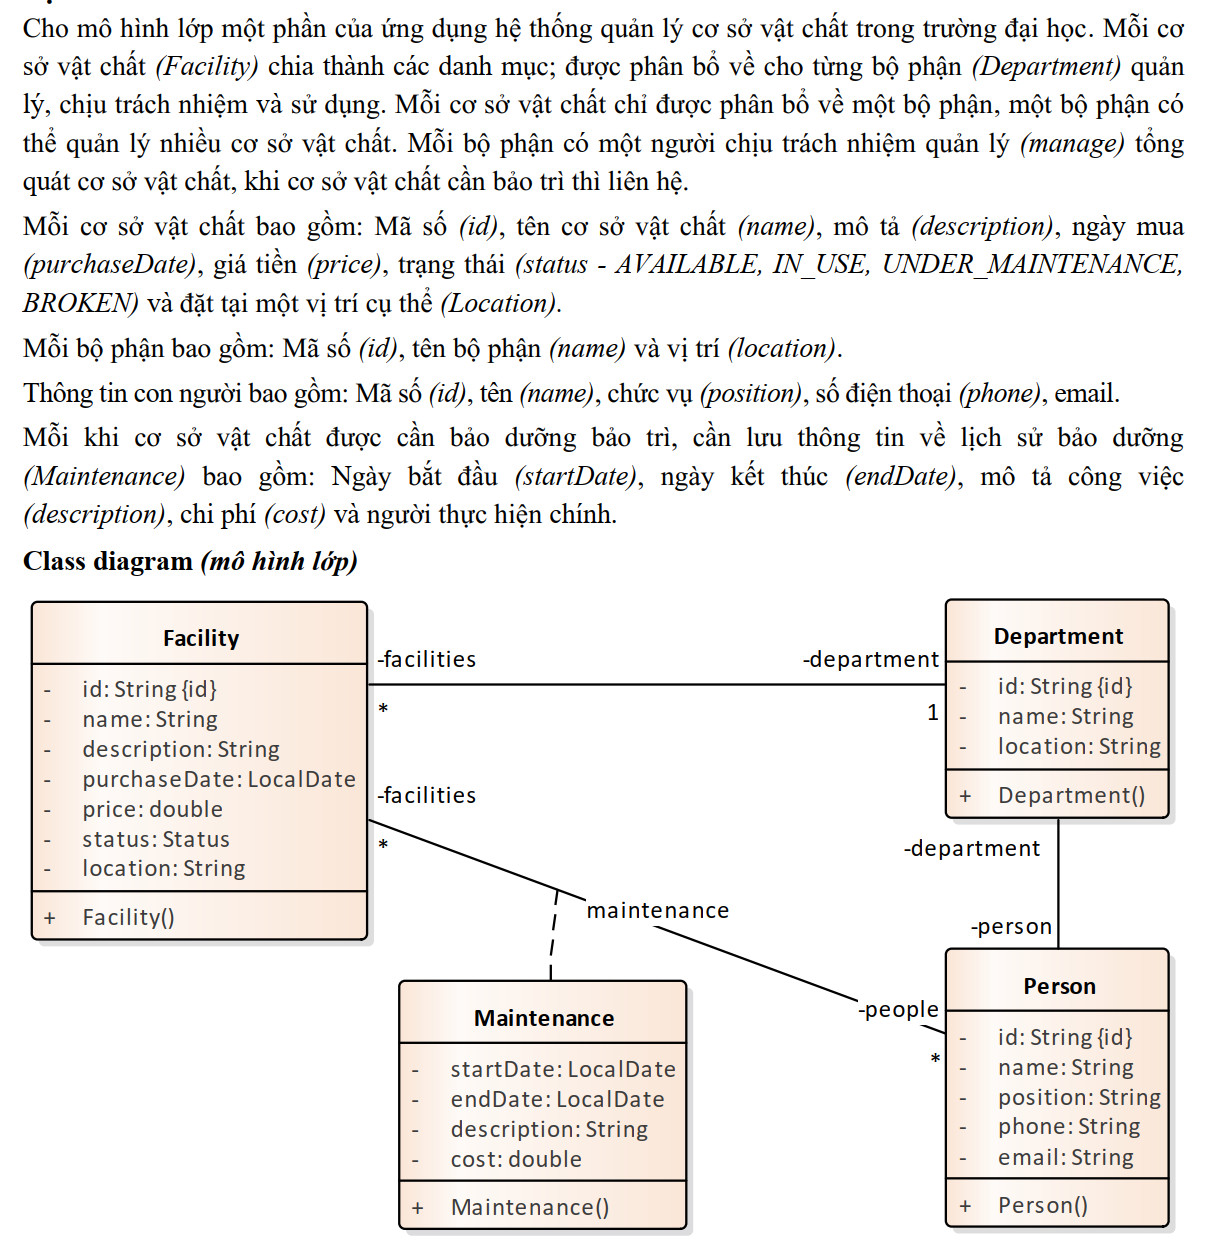 Cho mô hình lớp một phần của ứng dụng hệ thống quản lý cơ sở vật chất trong trường đại học. Mỗi cơ
sở vật chất (Facility) chia thành các danh mục; được phân bổ về cho từng bộ phận (Department) quản
lý, chịu trách nhiệm và sử dụng. Mỗi cơ sở vật chất chỉ được phân bổ về một bộ phận, một bộ phận có
thể quản lý nhiều cơ sở vật chất. Mỗi bộ phận có một người chịu trách nhiệm quản lý (manage) tổng
quát cơ sở vật chất, khi cơ sở vật chất cần bảo trì thì liên hệ.
Mỗi cơ sở vật chất bao gồm: Mã số (id), tên cơ sở vật chất (name), mô tả (description), ngày mua
(purchaseDate), giá tiền (price), trạng thái (status - AVAILABLE, IN_USE, UNDER_MAINTENANCE,
BROKEN) và đặt tại một vị trí cụ thể (Location).
Mỗi bộ phận bao gồm: Mã số (id), tên bộ phận (name) và vị trí (location).
Thông tin con người bao gồm: Mã số (id), tên (name), chức vụ (position), số điện thoại (phone), email.
Mỗi khi cơ sở vật chất được cần bảo dưỡng bảo trì, cần lưu thông tin về lịch sử bảo dưỡng
(Maintenance) bao gồm: Ngày bắt đầu (startDate), ngày kết thúc (endDate), mô tả công việc
(description), chi phí (cost) và người thực hiện chính.
Class diagram (mô hình lớp)
Facility
- id: String {id}
- name: String
- description: String
- purchaseDate: LocalDate
- price: double
- status: Status
- location: String
+ Facility()
-facilities
*
-department
1
Department
- id: String {id}
- name: String
- location: String
+ Department()
-facilities
*
-department
maintenance
-person
-people
*
Maintenance
- startDate: LocalDate
- endDate: LocalDate
- description: String
- cost: double
+ Maintenance()
Person
- id: String {id}
- name: String
- position: String
- phone: String
- email: String
+ Person()